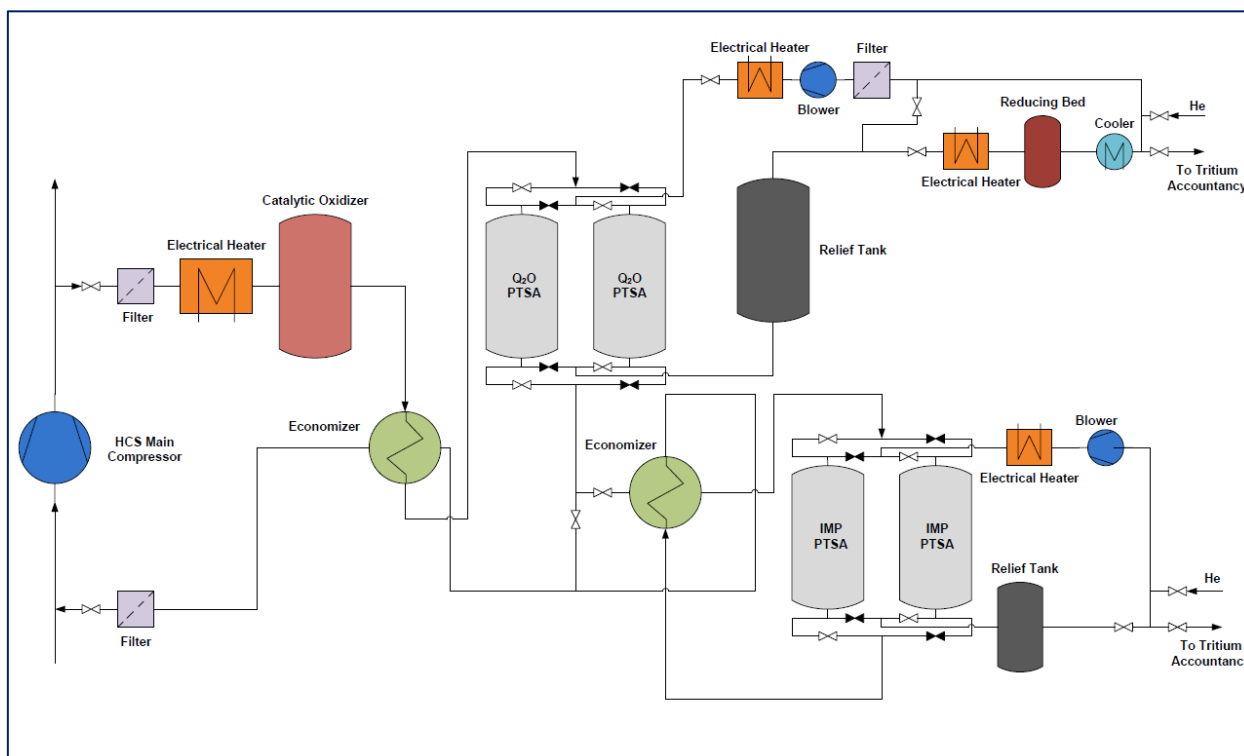 Electrical Heater
Filter
Blower
Reducing Bed
He
Cooler
Electrical Heater
To Tritium
Accountancy
Catalytic Oxidizer
Electrical Heater
Filter
Q₂O
PTSA
Q₂O
PTSA
Relief Tank
HCS Main
Compressor
Economizer
Economizer
Blower
Electrical Heater
IMP
PTSA
IMP
PTSA
Relief Tank
He
Filter
To Tritium
Accountanc